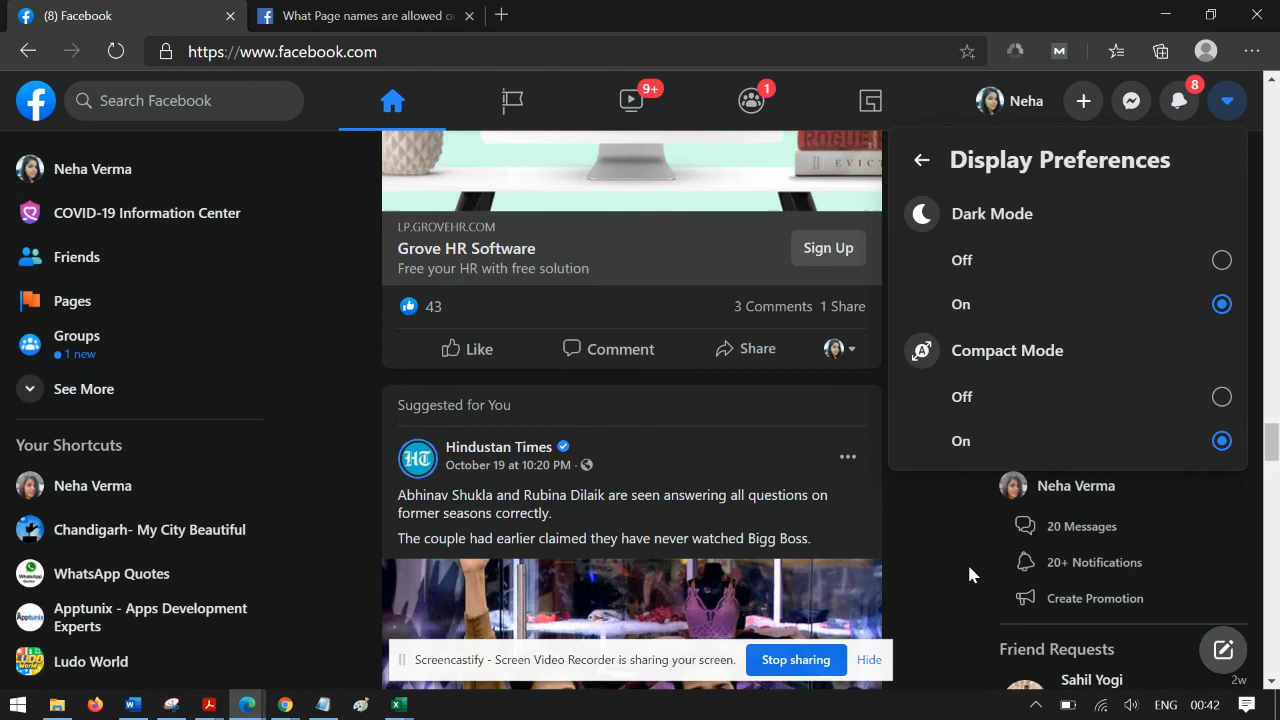 (8) Facebook
What Page names are allowed o
https://www.facebook.com
M
Search Facebook
9+
1
Neha
8
Neha Verma
COVID-19 Information Center
Friends
Pages
Groups
1 new
See More
Your Shortcuts
Neha Verma
Chandigarh- My City Beautiful
WhatsApp Quotes
Apptunix - Apps Development
Experts
Ludo World
LP.GROVEHR.COM
Grove HR Software
Free your HR with free solution
Sign Up
43
3 Comments 1 Share
Like
Comment
Share
Suggested for You
HT
Hindustan Times
October 19 at 10:20 PM ·
Abhinav Shukla and Rubina Dilaik are seen answering all questions on
former seasons correctly.
The couple had earlier claimed they have never watched Bigg Boss.
Display Preferences
Dark Mode
Off
On
Compact Mode
Off
On
Neha Verma
20 Messages
20+ Notifications
Create Promotion
Friend Requests
Sahil Yogi
2w
Screencastify - Screen Video Recorder is sharing your screen.
Stop sharing
Hide
ENG
00:42